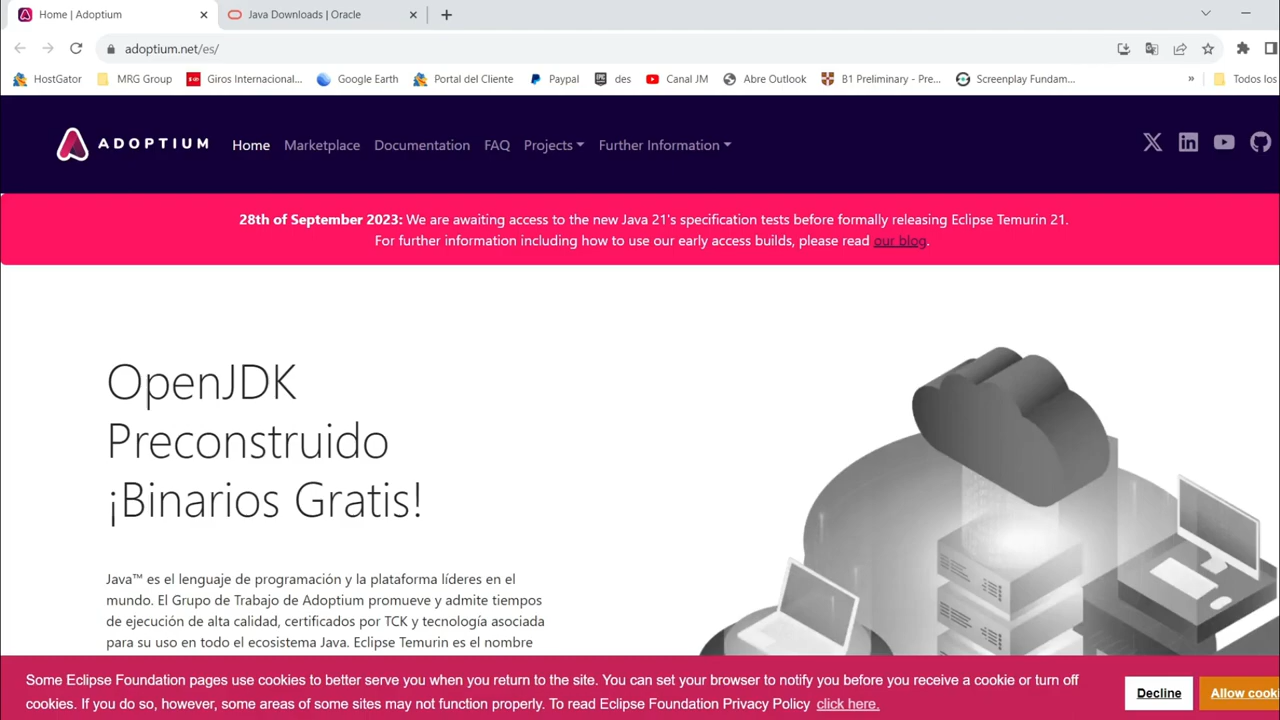 Home | Adoptium
Java Downloads | Oracle
adoptium.net/es/
HostGator
MRG Group
Giros Internacional...
Google Earth
Portal del Cliente
Paypal
des
Canal JM
Abre Outlook
B1 Preliminary - Pre...
Screenplay Fundam...
»
Todos los
ADOPTIUM
Home
Marketplace
Documentation
FAQ
Projects
Further Information
28th of September 2023: We are awaiting access to the new Java 21's specification tests before formally releasing Eclipse Temurin 21.
For further information including how to use our early access builds, please read our blog.
OpenJDK
Preconstruido
¡Binarios Gratis!
Java™ es el lenguaje de programación y la plataforma líderes en el
mundo. El Grupo de Trabajo de Adoptium promueve y admite tiempos
de ejecución de alta calidad, certificados por TCK y tecnología asociada
para su uso en todo el ecosistema Java. Eclipse Temurin es el nombre
Some Eclipse Foundation pages use cookies to better serve you when you return to the site. You can set your browser to notify you before you receive a cookie or turn off
cookies. If you do so, however, some areas of some sites may not function properly. To read Eclipse Foundation Privacy Policy click here.
Decline
Allow cook